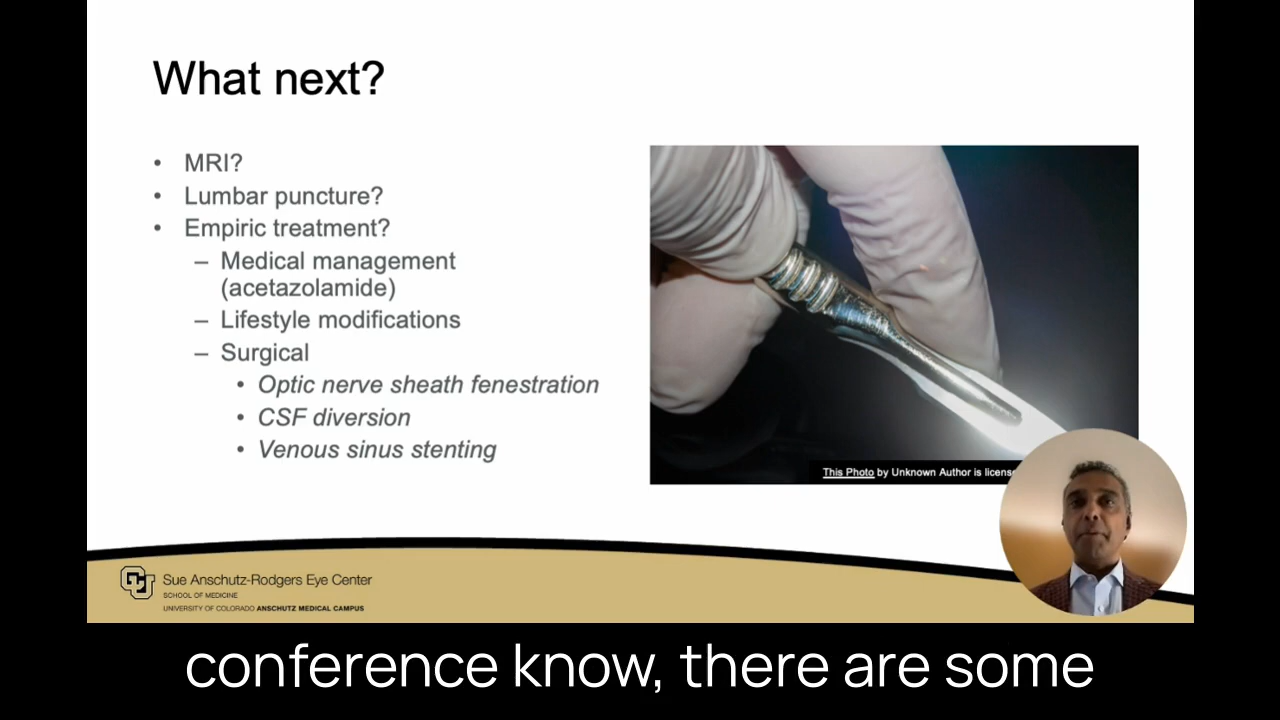 What next?
• MRI?
• Lumbar puncture?
• Empiric treatment?
– Medical management
(acetazolamide)
– Lifestyle modifications
– Surgical
• Optic nerve sheath fenestration
• CSF diversion
• Venous sinus stenting
This Photo by Unknown Author is license
Sue Anschutz-Rodgers Eye Center
SCHOOL OF MEDICINE
UNIVERSITY OF COLORADO ANSCHUTZ MEDICAL CAMPUS
conference know, there are some